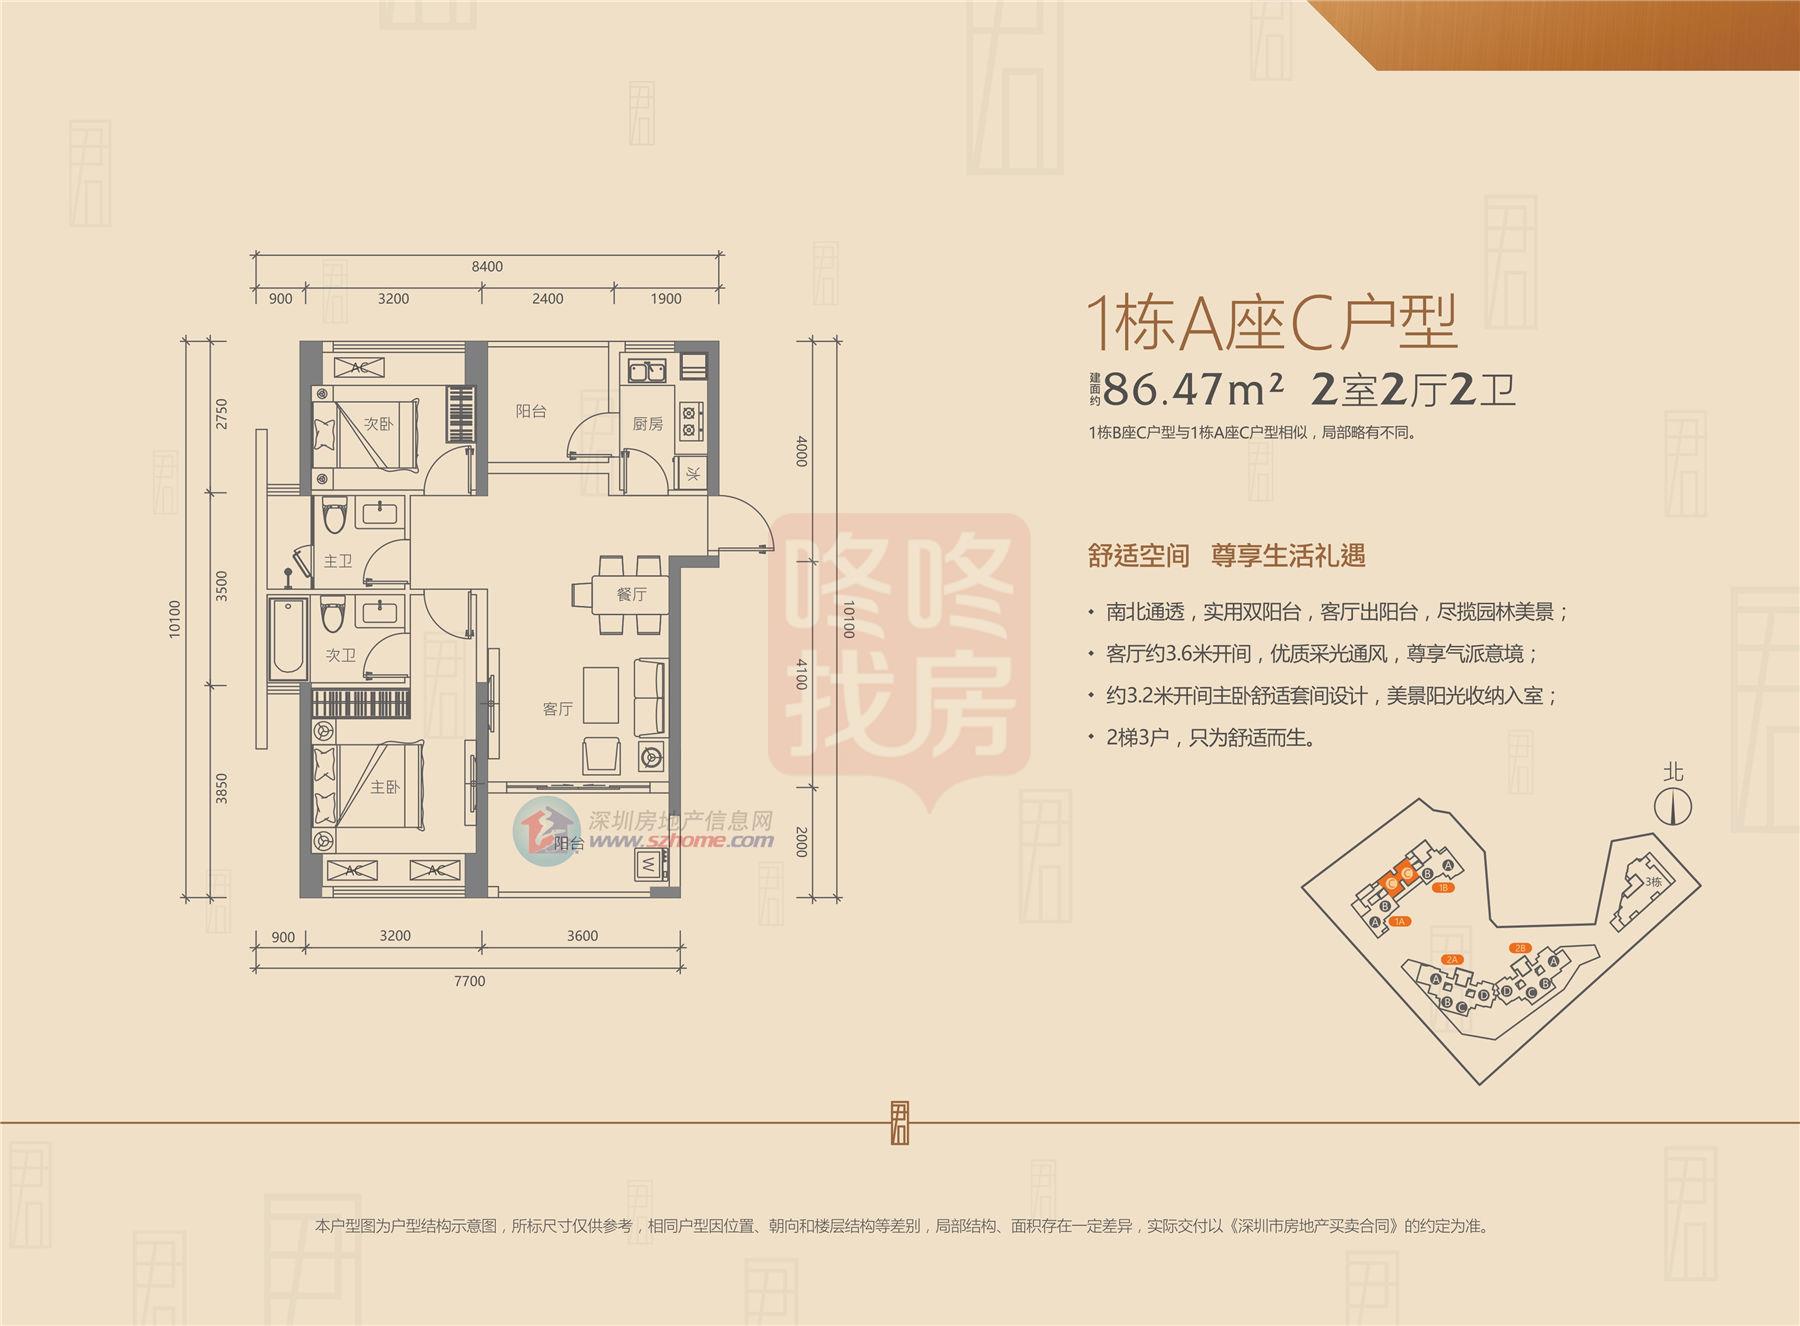 8400
900
3200
2400
1900
1栋A座C户型
建面约86.47m² 2室2厅2卫
1栋B座C户型与1栋A座C户型相似，局部略有不同。
舒适空间 尊享生活礼遇
• 南北通透，实用双阳台，客厅出阳台，尽揽园林美景；
• 客厅约3.6米开间，优质采光通风，尊享气派意境；
• 约3.2米开间主卧舒适套间设计，美景阳光收纳入室；
• 2梯3户，只为舒适而生。
10100
2750
3500
3850
AC
次卧
阳台
厨房
冰
主卫
次卫
餐厅
客厅
主卧
阳台
AC
AC
W
4000
4100
2000
10100
900
3200
3600
7700
咚咚
找房
深圳房地产信息网
www.szhome.com
北
A
B
C
C
B
A
1B
1A
3栋
2A
2B
A
B
C
D
D
C
B
A
君
本户型图为户型结构示意图，所标尺寸仅供参考，相同户型因位置、朝向和楼层结构等差别，局部结构、面积存在一定差异，实际交付以《深圳市房地产买卖合同》的约定为准。